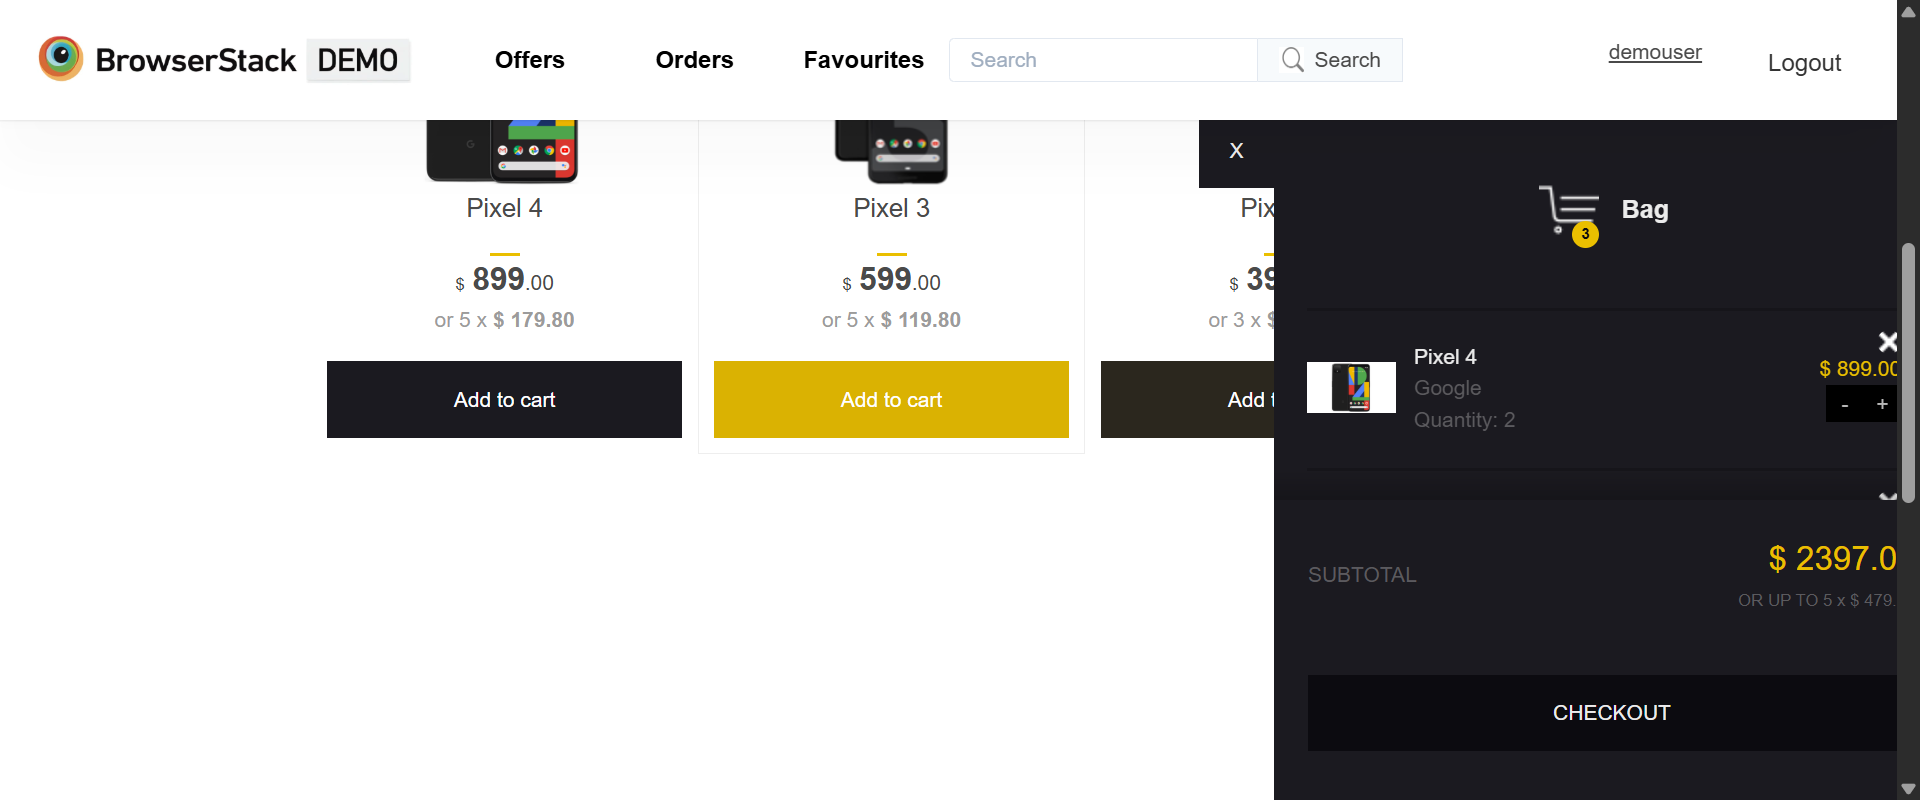 BrowserStack DEMO
Offers
Orders
Favourites
Search
Search
demouser
Logout
Pixel 4
$ 899.00
or 5 x $ 179.80
Add to cart
Pixel 3
$ 599.00
or 5 x $ 119.80
Add to cart
Pix
$ 39
or 3 x $
Add t
X
3
Bag
Pixel 4
Google
Quantity: 2
$ 899.00
- +
SUBTOTAL
$ 2397.0
OR UP TO 5 x $ 479.
CHECKOUT